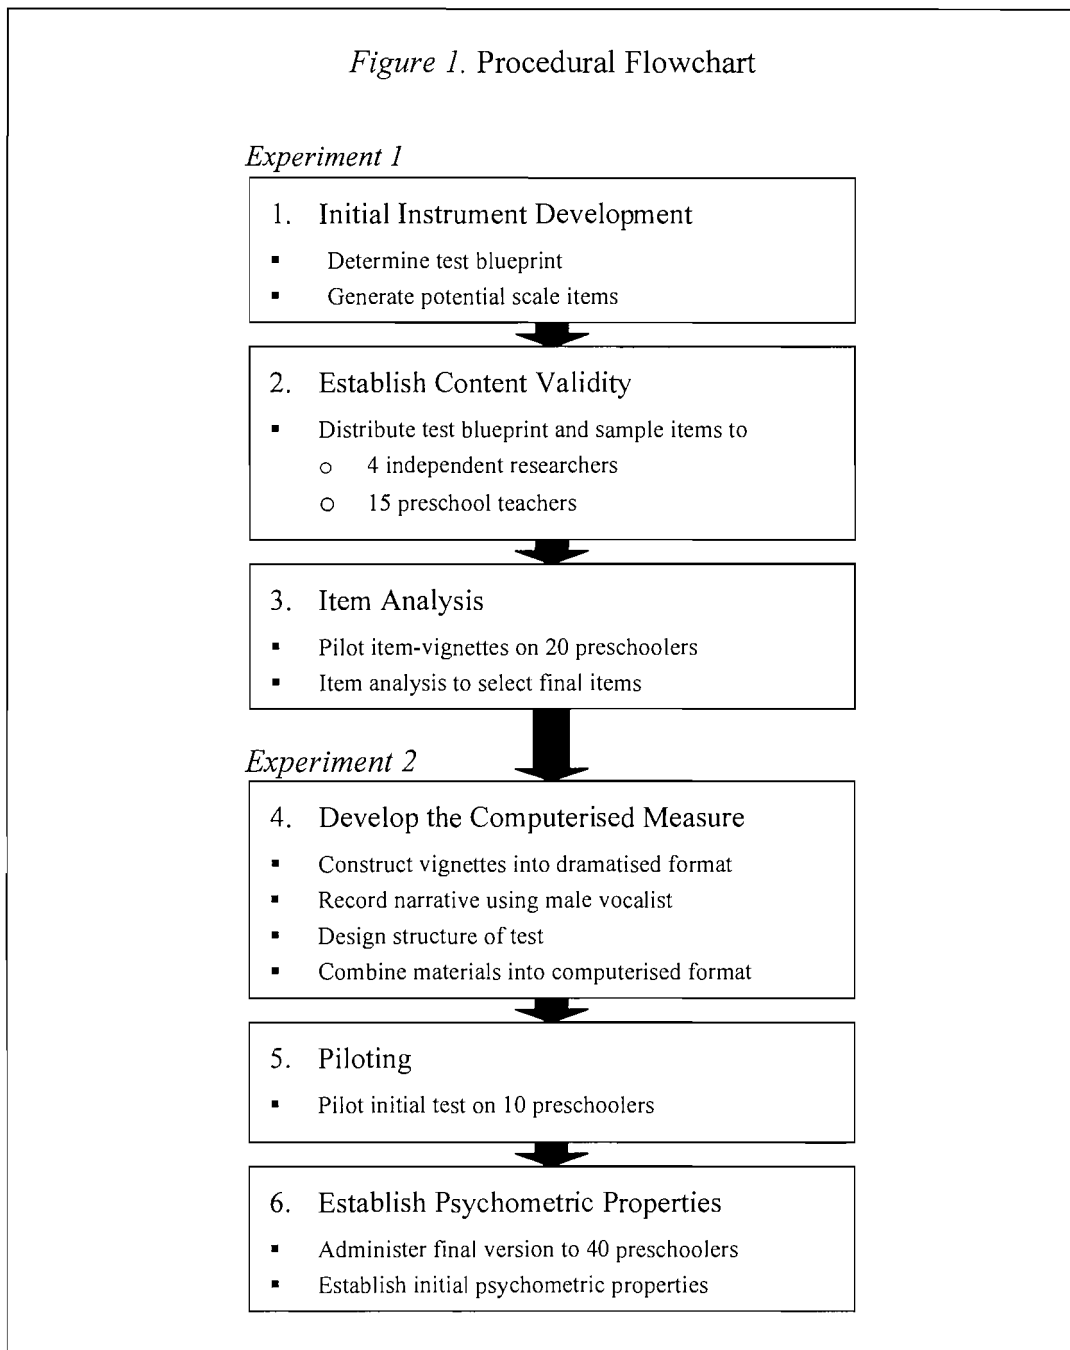 Figure 1. Procedural Flowchart
Experiment 1
1. Initial Instrument Development
▪ Determine test blueprint
▪ Generate potential scale items
2. Establish Content Validity
▪ Distribute test blueprint and sample items to
○ 4 independent researchers
○ 15 preschool teachers
3. Item Analysis
▪ Pilot item-vignettes on 20 preschoolers
▪ Item analysis to select final items
Experiment 2
4. Develop the Computerised Measure
▪ Construct vignettes into dramatised format
▪ Record narrative using male vocalist
▪ Design structure of test
▪ Combine materials into computerised format
5. Piloting
▪ Pilot initial test on 10 preschoolers
6. Establish Psychometric Properties
▪ Administer final version to 40 preschoolers
▪ Establish initial psychometric properties